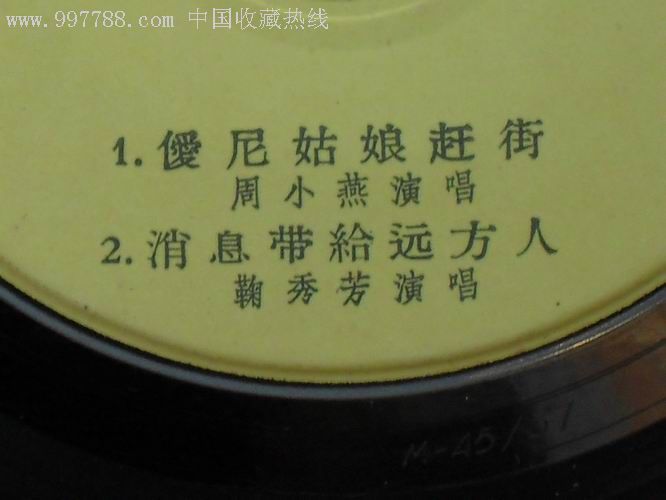 www.997788.com 中国收藏热线
1. 僾尼姑娘赶街
周小燕演唱
2. 消息带給远方人
鞠秀芳演唱